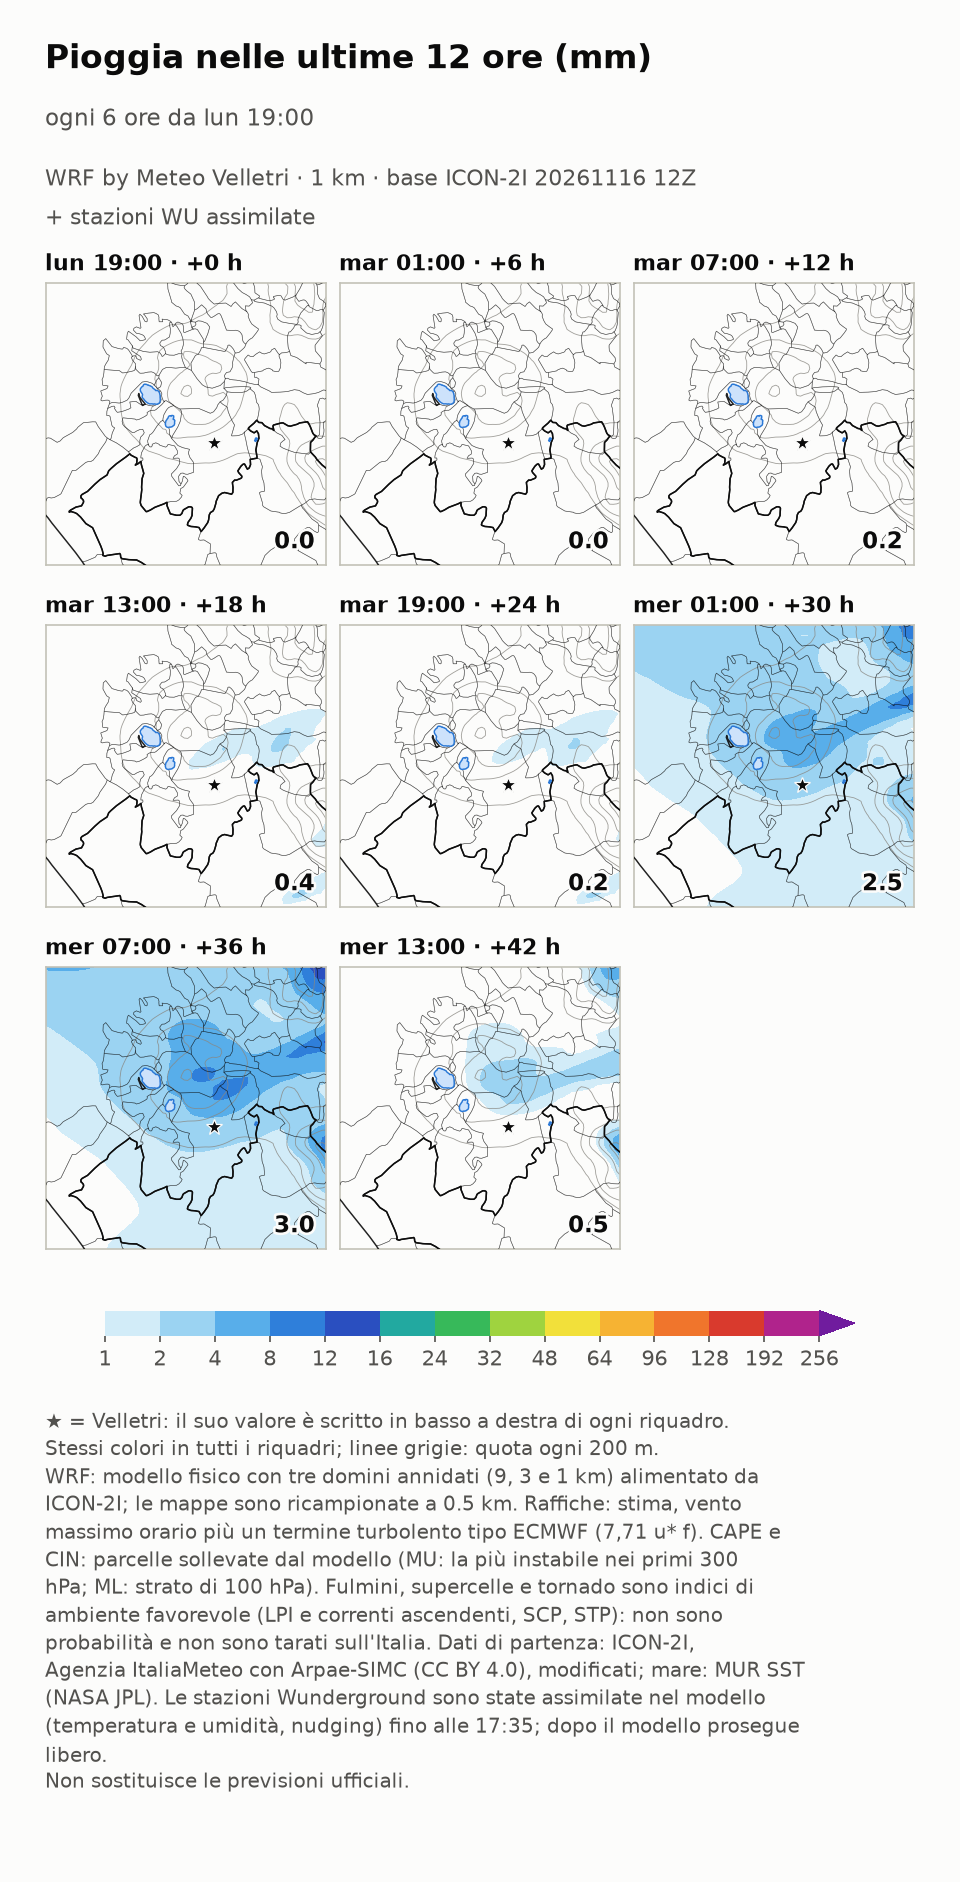 Pioggia nelle ultime 12 ore (mm)
ogni 6 ore da lun 19:00
WRF by Meteo Velletri · 1 km · base ICON-2I 20261116 12Z
+ stazioni WU assimilate
lun 19:00 · +0 h
mar 01:00 · +6 h
mar 07:00 · +12 h
0.0
0.0
0.2
mar 13:00 · +18 h
mar 19:00 · +24 h
mer 01:00 · +30 h
0.4
0.2
2.5
mer 07:00 · +36 h
mer 13:00 · +42 h
3.0
0.5
1 2 4 8 12 16 24 32 48 64 96 128 192 256
★ = Velletri: il suo valore è scritto in basso a destra di ogni riquadro.
Stessi colori in tutti i riquadri; linee grigie: quota ogni 200 m.
WRF: modello fisico con tre domini annidati (9, 3 e 1 km) alimentato da
ICON-2I; le mappe sono ricampionate a 0.5 km. Raffiche: stima, vento
massimo orario più un termine turbolento tipo ECMWF (7,71 u* f). CAPE e
CIN: parcelle sollevate dal modello (MU: la più instabile nei primi 300
hPa; ML: strato di 100 hPa). Fulmini, supercelle e tornado sono indici di
ambiente favorevole (LPI e correnti ascendenti, SCP, STP): non sono
probabilità e non sono tarati sull'Italia. Dati di partenza: ICON-2I,
Agenzia ItaliaMeteo con Arpae-SIMC (CC BY 4.0), modificati; mare: MUR SST
(NASA JPL). Le stazioni Wunderground sono state assimilate nel modello
(temperatura e umidità, nudging) fino alle 17:35; dopo il modello prosegue
libero.
Non sostituisce le previsioni ufficiali.